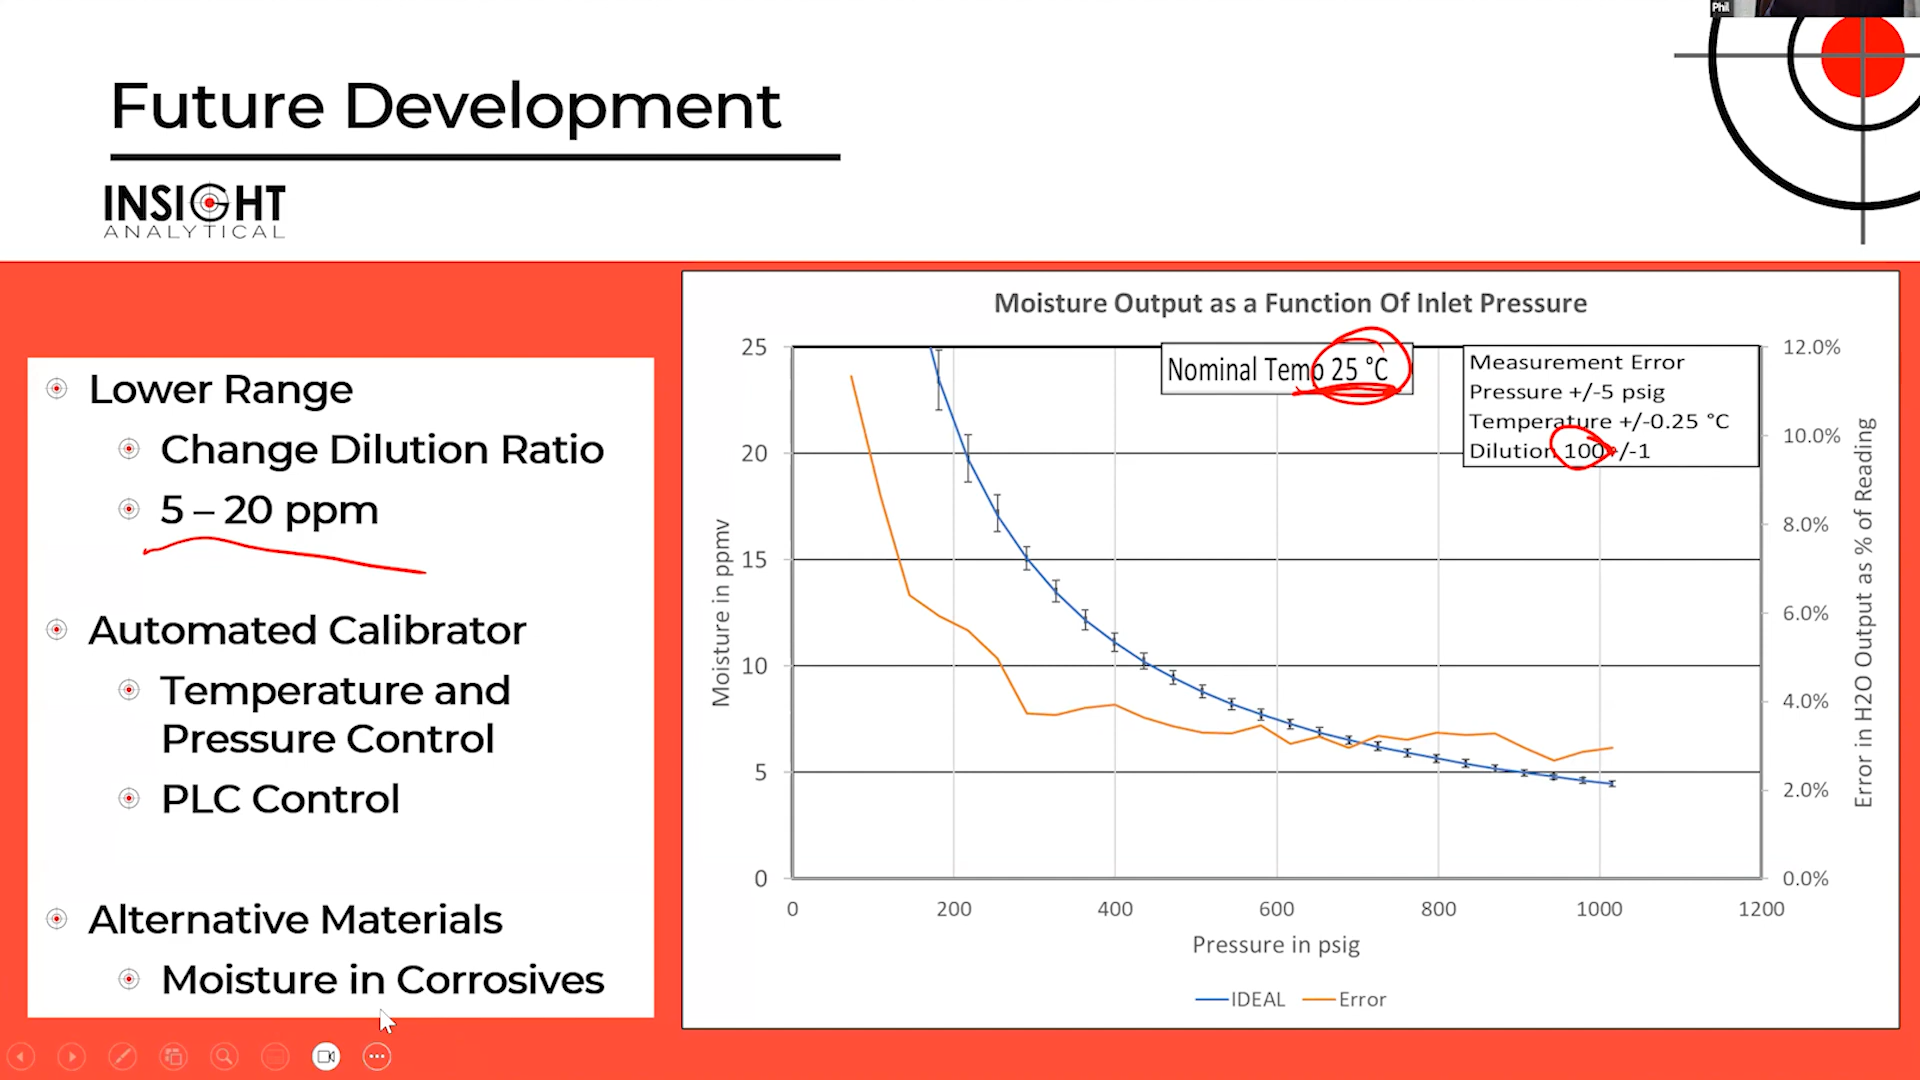 Phil
Future Development
INSIGHT
ANALYTICAL
Lower Range
Change Dilution Ratio
5 – 20 ppm
Automated Calibrator
Temperature and
Pressure Control
PLC Control
Alternative Materials
Moisture in Corrosives
Moisture Output as a Function Of Inlet Pressure
Nominal Temp 25 °C
Measurement Error
Pressure +/-5 psig
Temperature +/-0.25 °C
Dilution 100 +/-1
Moisture in ppmv
25
20
15
10
5
0
12.0%
10.0%
8.0%
6.0%
4.0%
2.0%
0.0%
Error in H2O Output as % of Reading
0 200 400 600 800 1000 1200
Pressure in psig
IDEAL Error